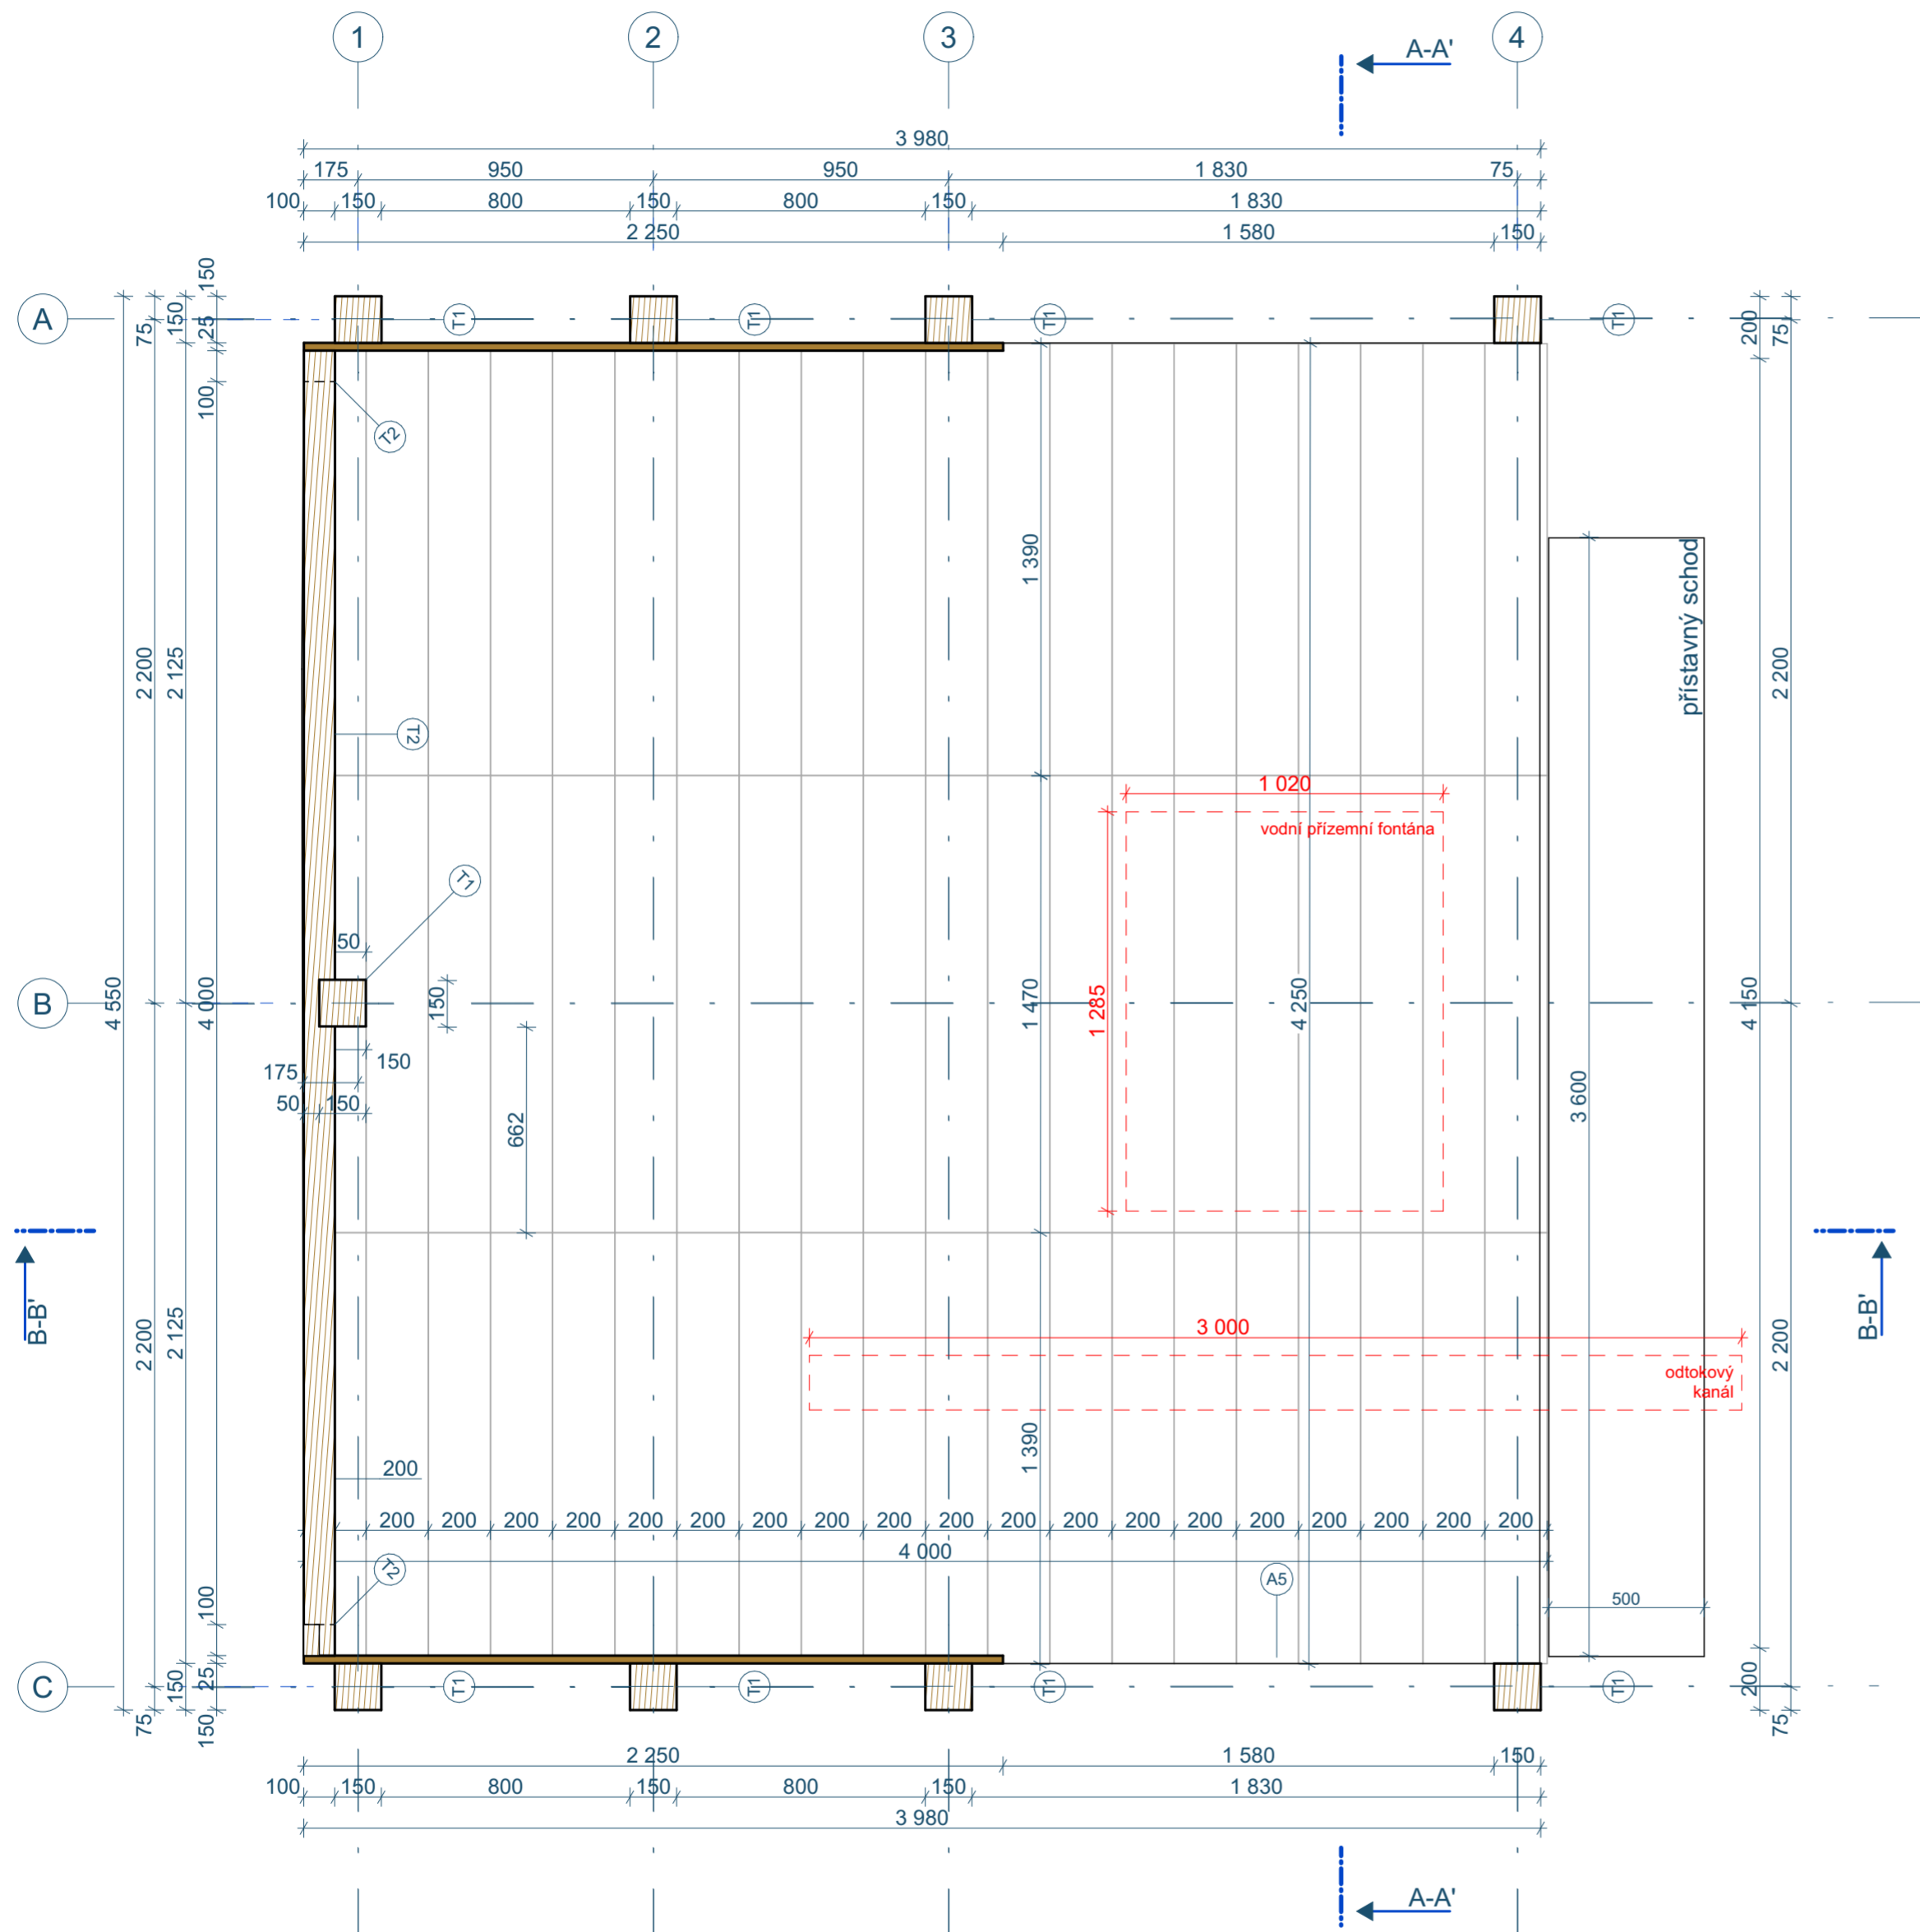 1 2 3 4
A-A'
3 980
175 950 950 1 830 75
100 150 800 150 800 150 1 830
2 250 1 580 150
A
75
150
150
25
100
T1 T1 T1 T1
200
75
T2
přístavný schod
1 390
2 200
2 125
T2
2 200
1 020
vodní přízemní fontána
T1
50
B
4 550
4 000
150
1 470
1 285
4 250
4 150
150
175
50 150
662
3 600
B-B'
B-B'
2 200
2 125
3 000
odtokový
kanál
2 200
1 390
200
200 200 200 200 200 200 200 200 200 200 200 200 200 200 200 200 200 200 200
4 000
T2
A5
100
500
C
75
150
150
25
T1 T1 T1 T1
200
75
2 250 1 580 150
100 150 800 150 800 150 1 830
3 980
A-A'